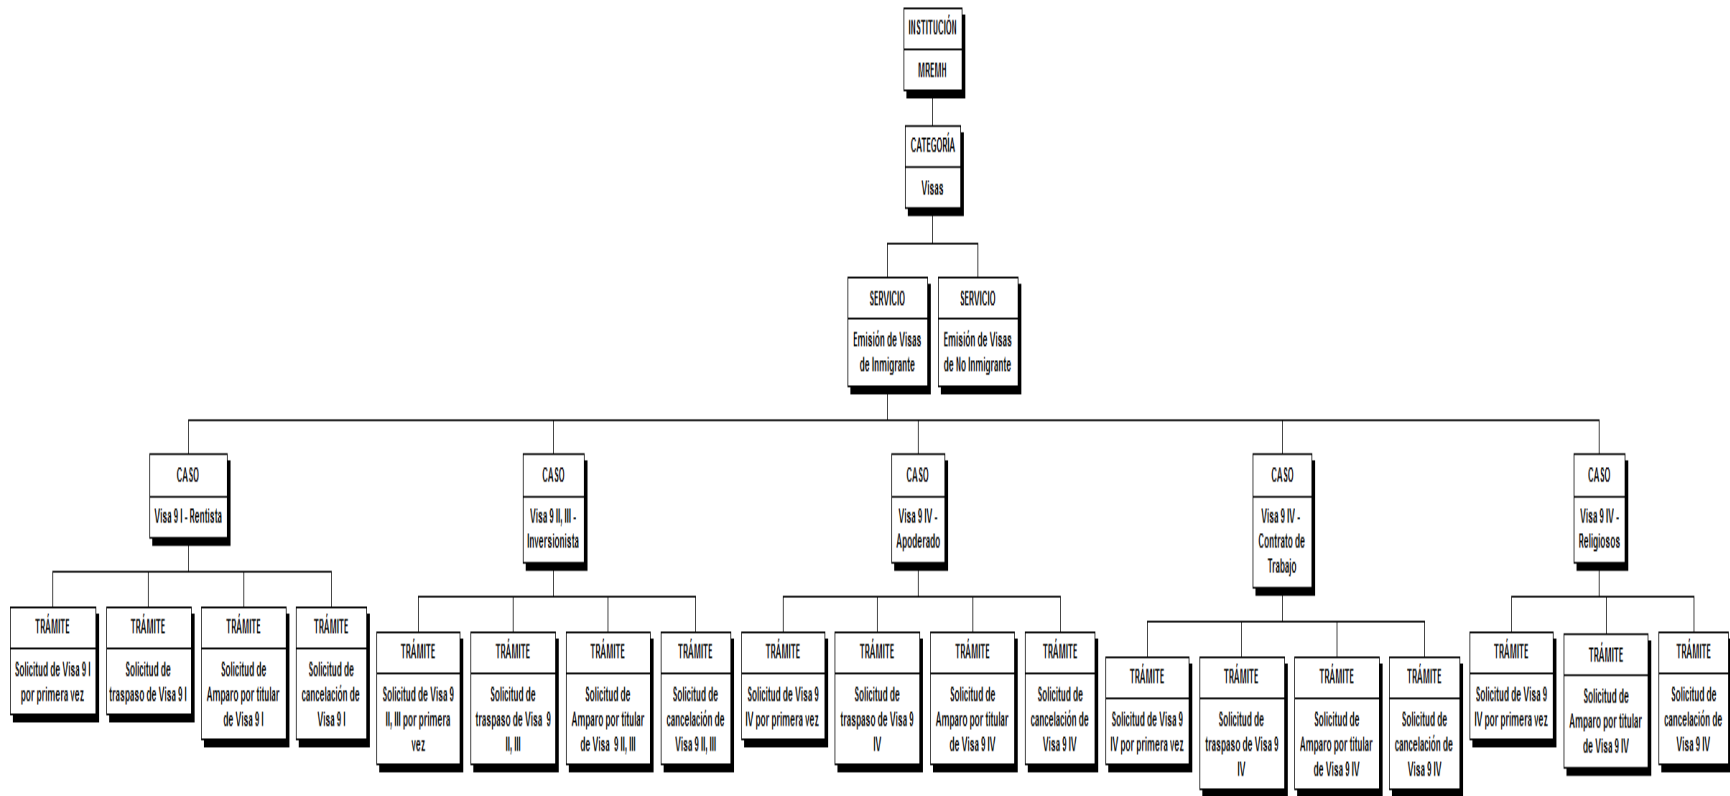 INSTITUCIÓN
MREMH
CATEGORÍA
Visas
SERVICIO
Emisión de Visas
de Inmigrante
SERVICIO
Emisión de Visas
de No Inmigrante
CASO
Visa 9 I - Rentista
CASO
Visa 9 II, III -
Inversionista
CASO
Visa 9 IV -
Apoderado
CASO
Visa 9 IV -
Contrato de
Trabajo
CASO
Visa 9 IV -
Religiosos
TRÁMITE
Solicitud de Visa 9 I
por primera vez
TRÁMITE
Solicitud de
traspaso de Visa 9 I
TRÁMITE
Solicitud de
Amparo por titular
de Visa 9 I
TRÁMITE
Solicitud de
cancelación de
Visa 9 I
TRÁMITE
Solicitud de Visa 9
II, III por primera
vez
TRÁMITE
Solicitud de
traspaso de Visa 9
II, III
TRÁMITE
Solicitud de
Amparo por titular
de Visa 9 II, III
TRÁMITE
Solicitud de
cancelación de
Visa 9 II, III
TRÁMITE
Solicitud de Visa 9
IV por primera vez
TRÁMITE
Solicitud de
traspaso de Visa 9
IV
TRÁMITE
Solicitud de
Amparo por titular
de Visa 9 IV
TRÁMITE
Solicitud de
cancelación de
Visa 9 IV
TRÁMITE
Solicitud de Visa 9
IV por primera vez
TRÁMITE
Solicitud de
traspaso de Visa 9
IV
TRÁMITE
Solicitud de
Amparo por titular
de Visa 9 IV
TRÁMITE
Solicitud de
cancelación de
Visa 9 IV
TRÁMITE
Solicitud de Visa 9
IV por primera vez
TRÁMITE
Solicitud de
Amparo por titular
de Visa 9 IV
TRÁMITE
Solicitud de
cancelación de
Visa 9 IV